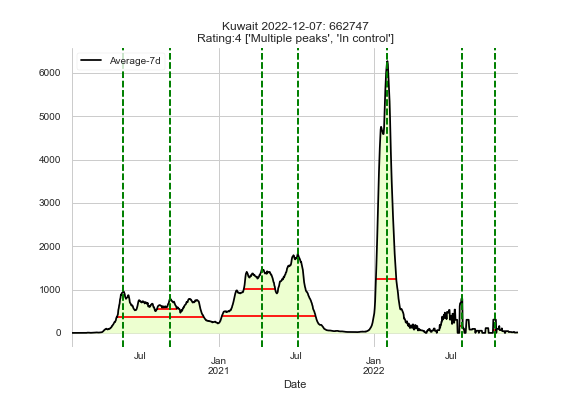 Kuwait 2022-12-07: 662747
Rating:4 ['Multiple peaks', 'In control']
Average-7d
6000
5000
4000
3000
2000
1000
0
Jul
Jan
2021
Jul
Jan
2022
Jul
Date